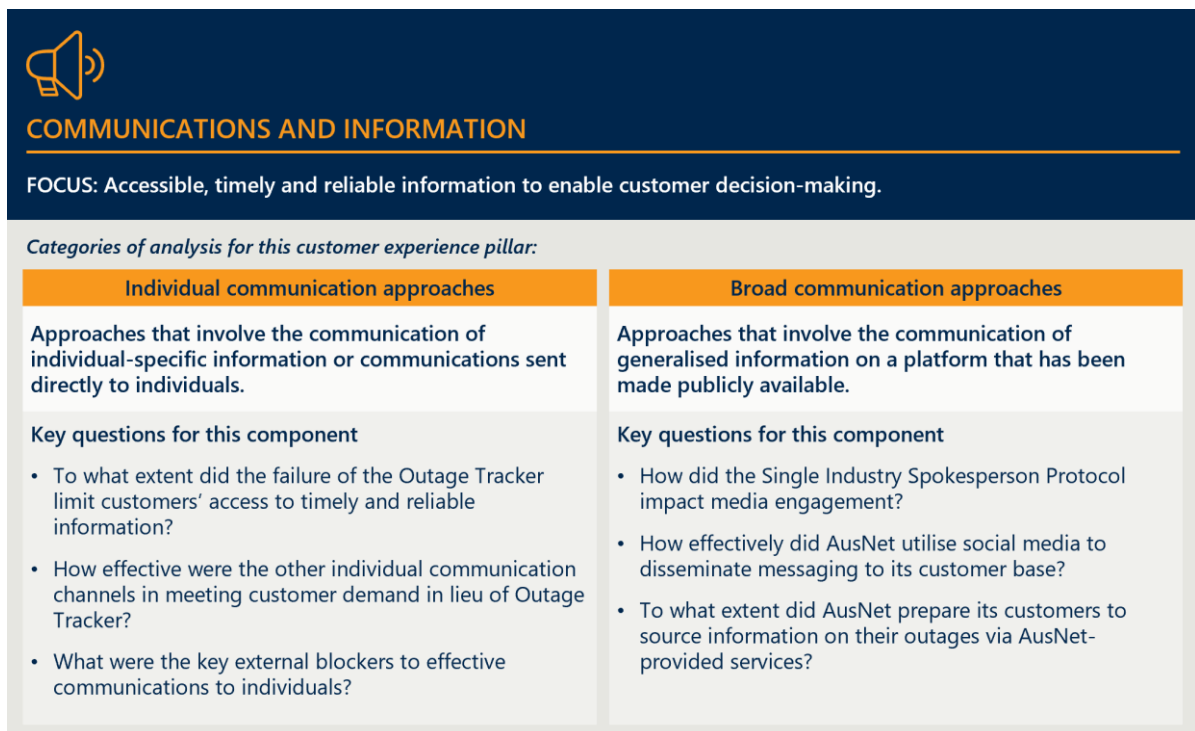 COMMUNICATIONS AND INFORMATION
FOCUS: Accessible, timely and reliable information to enable customer decision-making.
Categories of analysis for this customer experience pillar:
Individual communication approaches
Approaches that involve the communication of
individual-specific information or communications sent
directly to individuals.
Key questions for this component
• To what extent did the failure of the Outage Tracker
limit customers' access to timely and reliable
information?
• How effective were the other individual communication
channels in meeting customer demand in lieu of Outage
Tracker?
• What were the key external blockers to effective
communications to individuals?
Broad communication approaches
Approaches that involve the communication of
generalised information on a platform that has been
made publicly available.
Key questions for this component
• How did the Single Industry Spokesperson Protocol
impact media engagement?
• How effectively did AusNet utilise social media to
disseminate messaging to its customer base?
• To what extent did AusNet prepare its customers to
source information on their outages via AusNet-
provided services?